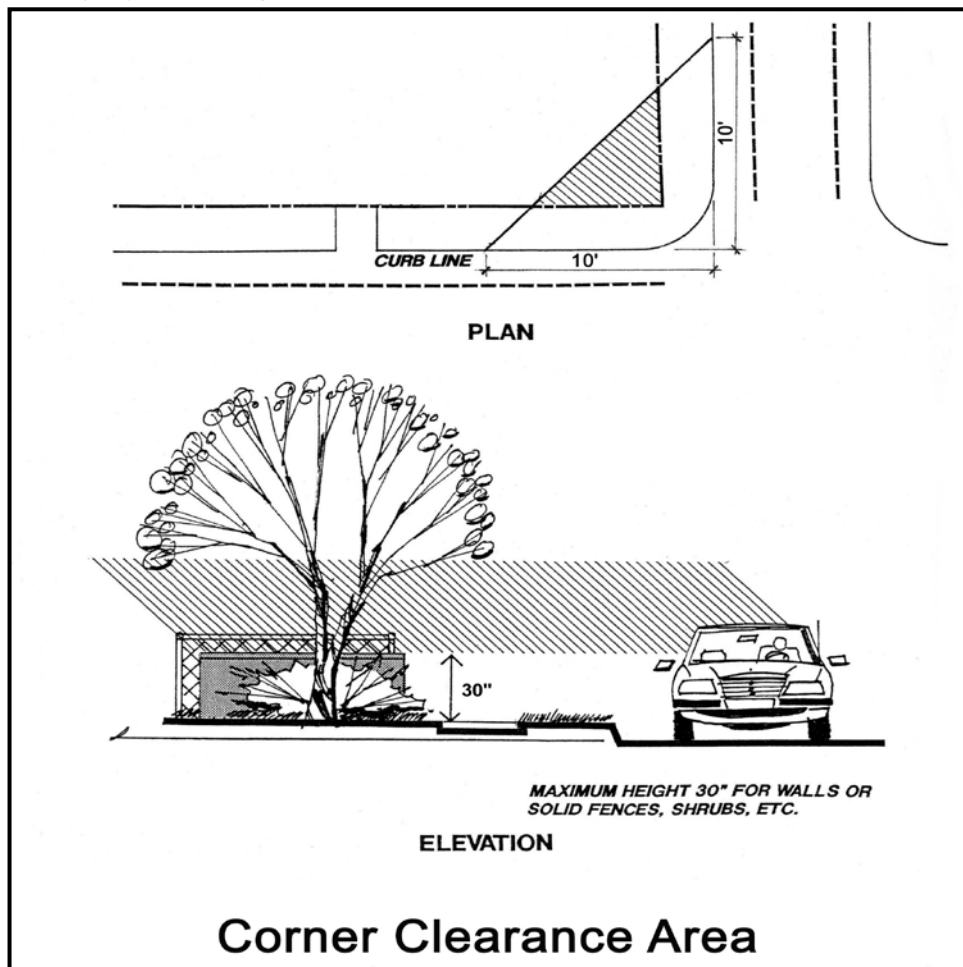 10'
CURB LINE
10'
PLAN
30"
MAXIMUM HEIGHT 30" FOR WALLS OR
SOLID FENCES, SHRUBS, ETC.
ELEVATION
Corner Clearance Area